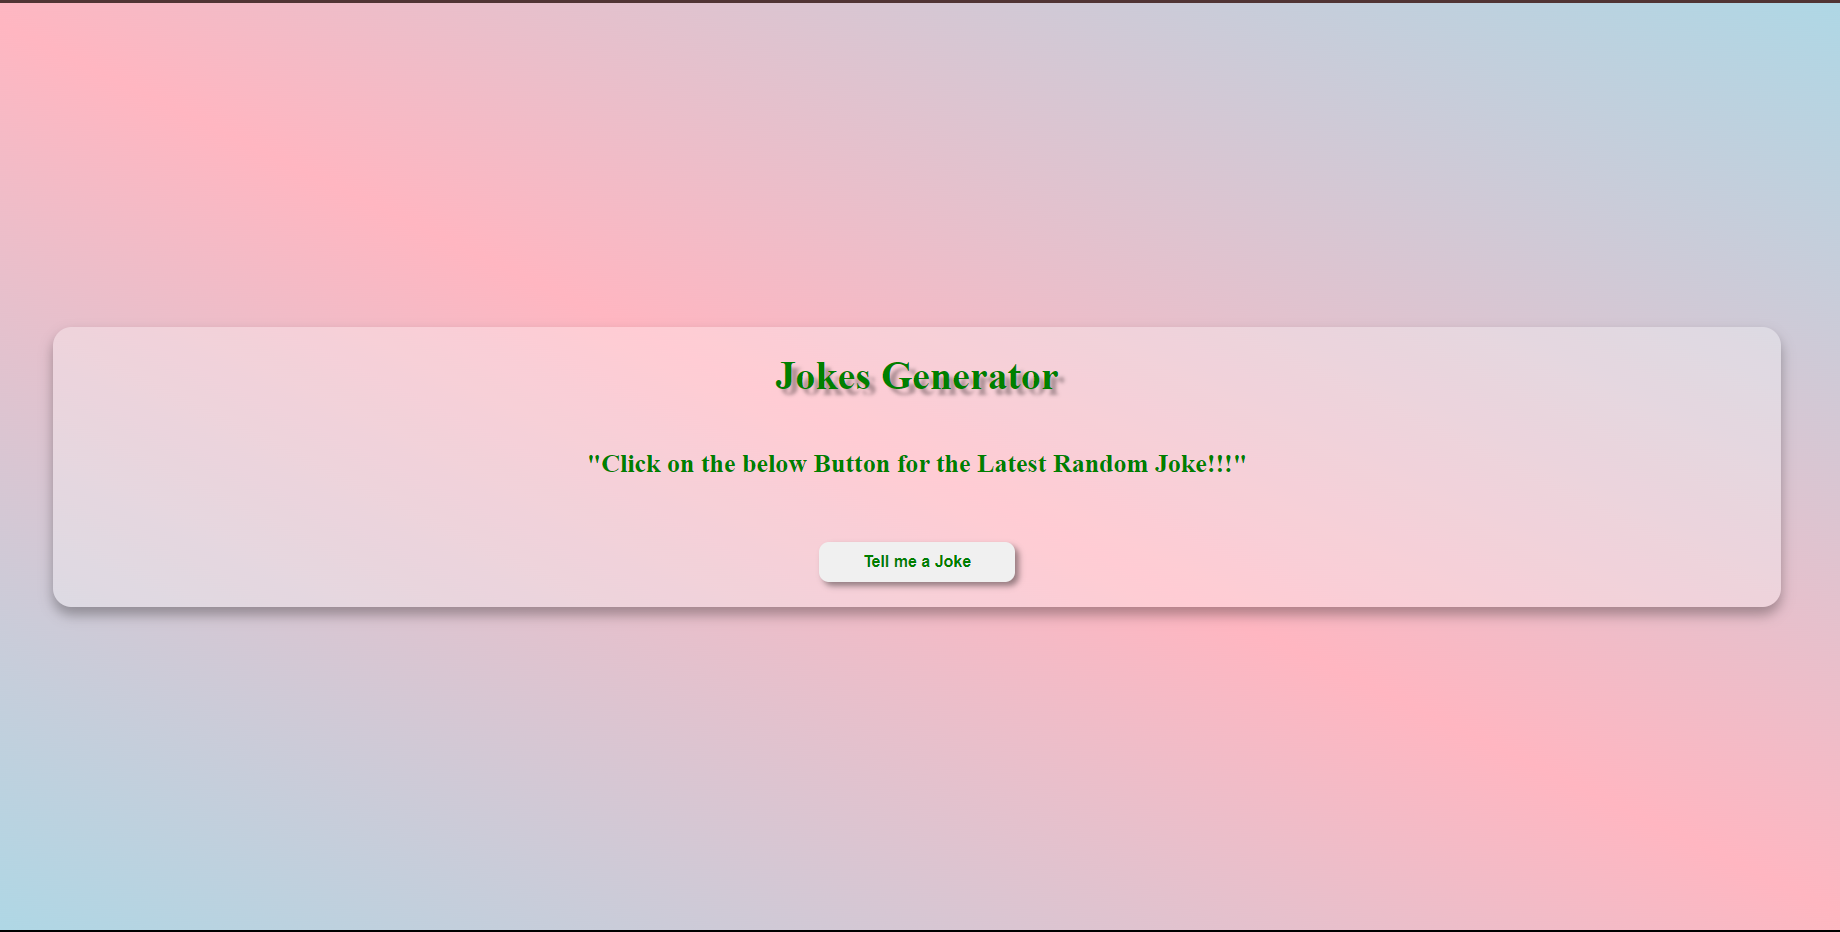 Jokes Generator
"Click on the below Button for the Latest Random Joke!!!"
Tell me a Joke